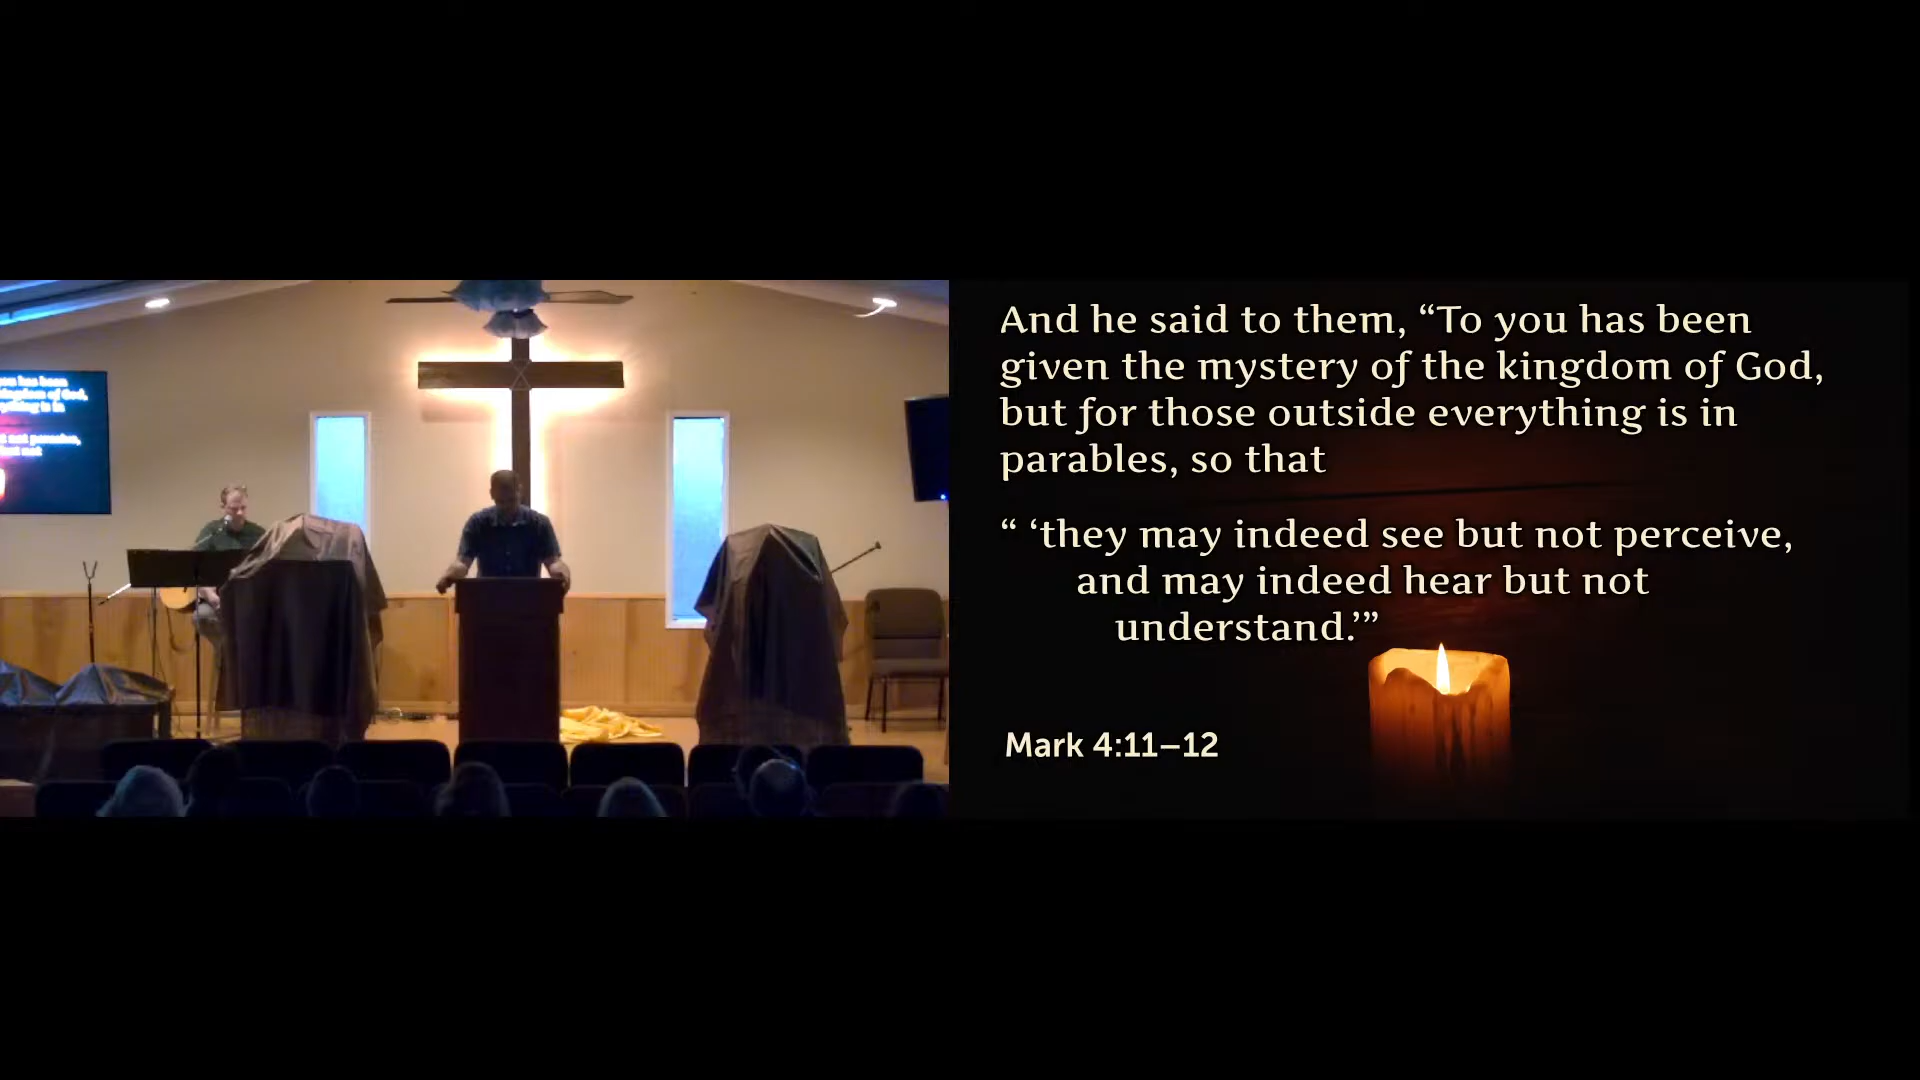 And he said to them, “To you has been
given the mystery of the kingdom of God,
but for those outside everything is in
parables, so that
“ ‘they may indeed see but not perceive,
and may indeed hear but not
understand.’”
Mark 4:11–12